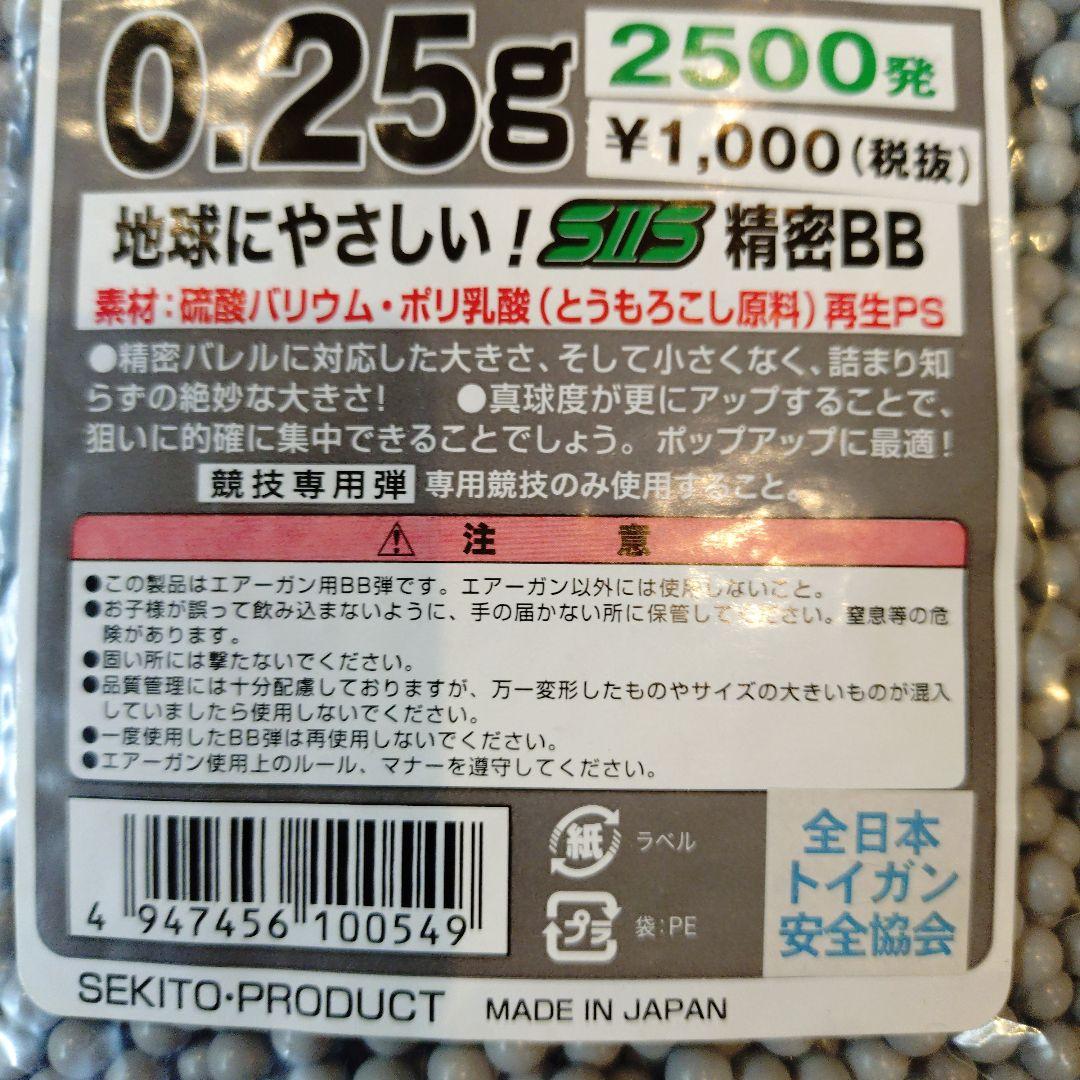 0.25g
2500発
¥1,000(税抜)
地球にやさしい! SIIS 精密BB
素材:硫酸バリウム・ポリ乳酸(とうもろこし原料)再生PS
●精密バレルに対応した大きさ、そして小さくなく、詰まり知
らずの絶妙な大きさ! ●真球度が更にアップすることで、
狙いに的確に集中できることでしょう。ポップアップに最適!
競技専用弾 専用競技のみ使用すること。
⚠ 注意
●この製品はエアーガン用BB弾です。エアーガン以外には使用しないこと。
●お子様が誤って飲み込まないように、手の届かない所に保管してください。窒息等の危
険があります。
●固い所には撃たないでください。
●品質管理には十分配慮しておりますが、万一変形したものやサイズの大きいものが混入
していましたら使用しないでください。
●一度使用したBB弾は再使用しないでください。
●エアーガン使用上のルール、マナーを遵守してください。
4 947456 100549
紙 ラベル
プラ 袋:PE
全日本
トイガン
安全協会
SEKITO・PRODUCT MADE IN JAPAN